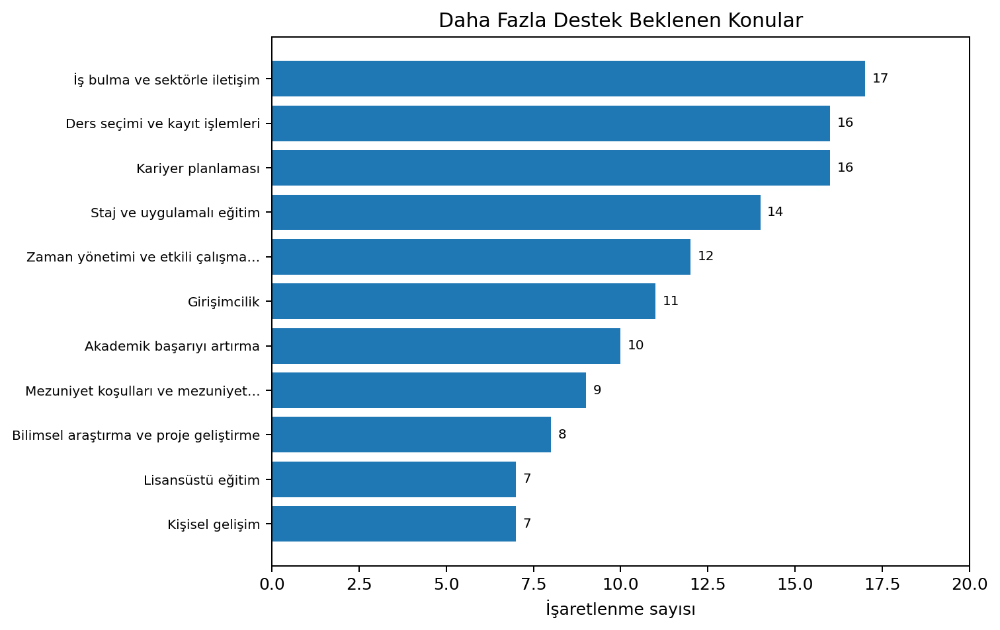 Daha Fazla Destek Beklenen Konular
İş bulma ve sektörle iletişim
17
Ders seçimi ve kayıt işlemleri
16
Kariyer planlaması
16
Staj ve uygulamalı eğitim
14
Zaman yönetimi ve etkili çalışma…
12
Girişimcilik
11
Akademik başarıyı artırma
10
Mezuniyet koşulları ve mezuniyet…
9
Bilimsel araştırma ve proje geliştirme
8
Lisansüstü eğitim
7
Kişisel gelişim
7
0.0 2.5 5.0 7.5 10.0 12.5 15.0 17.5 20.0
İşaretlenme sayısı